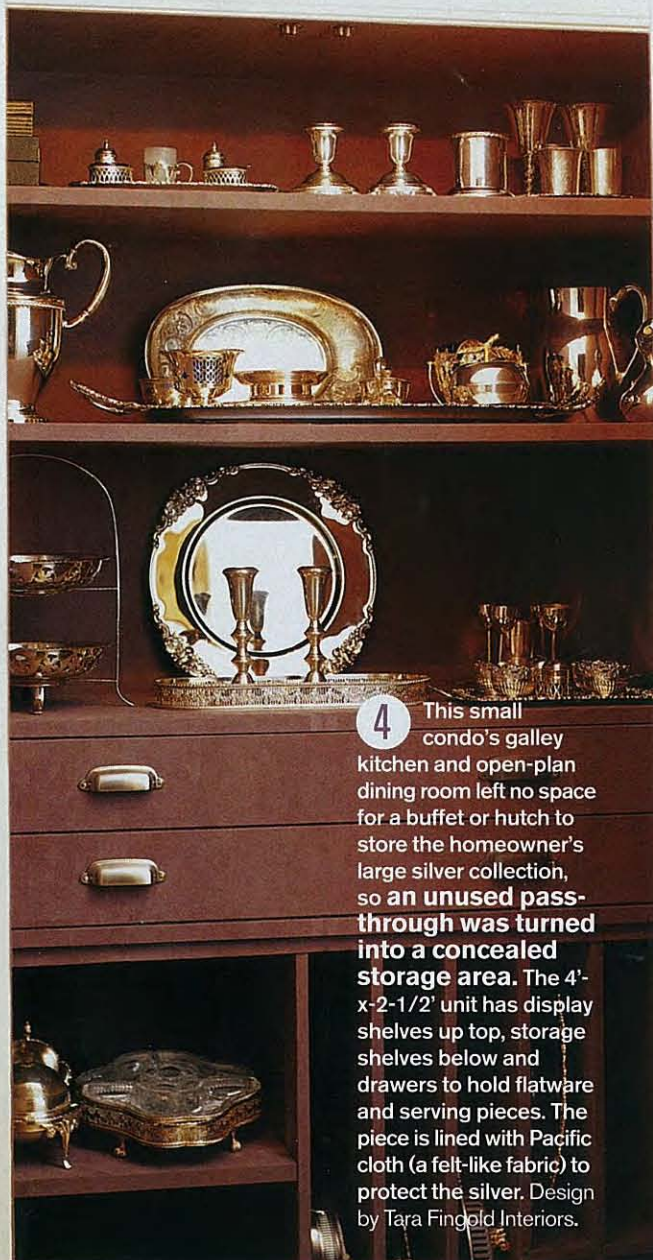 4 This small
condo's galley
kitchen and open-plan
dining room left no space
for a buffet or hutch to
store the homeowner's
large silver collection,
so an unused pass-
through was turned
into a concealed
storage area. The 4'-
x-2-1/2' unit has display
shelves up top, storage
shelves below and
drawers to hold flatware
and serving pieces. The
piece is lined with Pacific
cloth (a felt-like fabric) to
protect the silver. Design
by Tara Fingold Interiors.